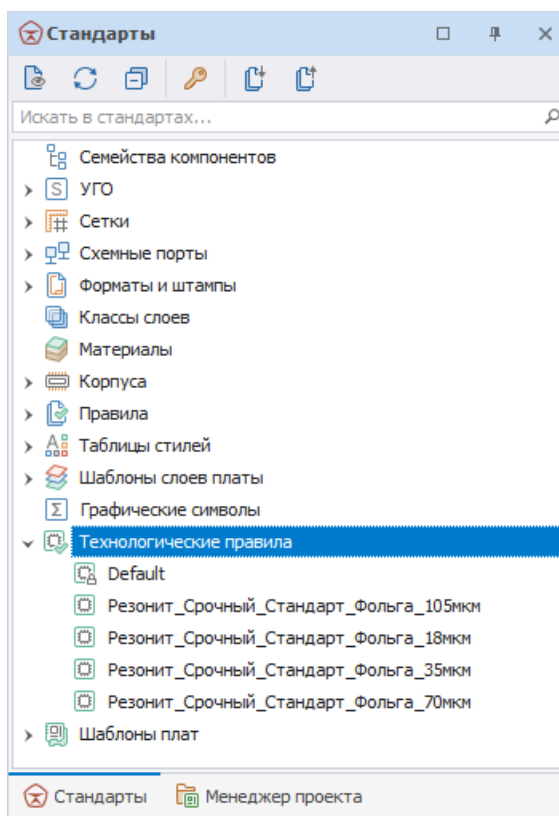 Стандарты
Искать в стандартах...
Семейства компонентов
УГО
Сетки
Схемные порты
Форматы и штампы
Классы слоев
Материалы
Корпуса
Правила
Таблицы стилей
Шаблоны слоев платы
Графические символы
Технологические правила
Default
Резонит_Срочный_Стандарт_Фольга_105мкм
Резонит_Срочный_Стандарт_Фольга_18мкм
Резонит_Срочный_Стандарт_Фольга_35мкм
Резонит_Срочный_Стандарт_Фольга_70мкм
Шаблоны плат
Стандарты Менеджер проекта